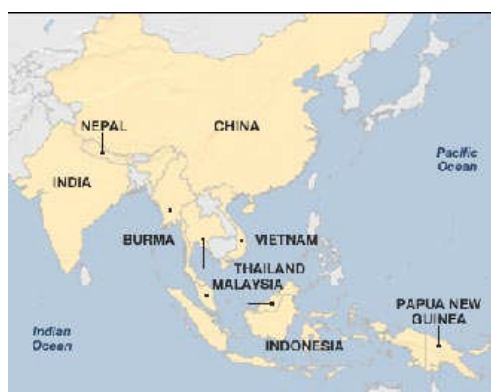 NEPAL
CHINA
Pacific
Ocean
INDIA
BURMA
VIETNAM
THAILAND
MALAYSIA
PAPUA NEW
GUINEA
Indian
Ocean
INDONESIA